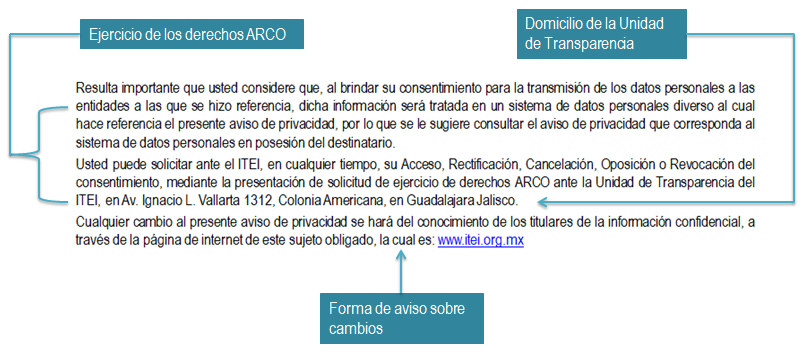 Ejercicio de los derechos ARCO
Domicilio de la Unidad
de Transparencia
Resulta importante que usted considere que, al brindar su consentimiento para la transmisión de los datos personales a las
entidades a las que se hizo referencia, dicha información será tratada en un sistema de datos personales diverso al cual
hace referencia el presente aviso de privacidad, por lo que se le sugiere consultar el aviso de privacidad que corresponda al
sistema de datos personales en posesión del destinatario.
Usted puede solicitar ante el ITEI, en cualquier tiempo, su Acceso, Rectificación, Cancelación, Oposición o Revocación del
consentimiento, mediante la presentación de solicitud de ejercicio de derechos ARCO ante la Unidad de Transparencia del
ITEI, en Av. Ignacio L. Vallarta 1312, Colonia Americana, en Guadalajara Jalisco.
Cualquier cambio al presente aviso de privacidad se hará del conocimiento de los titulares de la información confidencial, a
través de la página de internet de este sujeto obligado, la cual es: www.itei.org.mx
Forma de aviso sobre
cambios